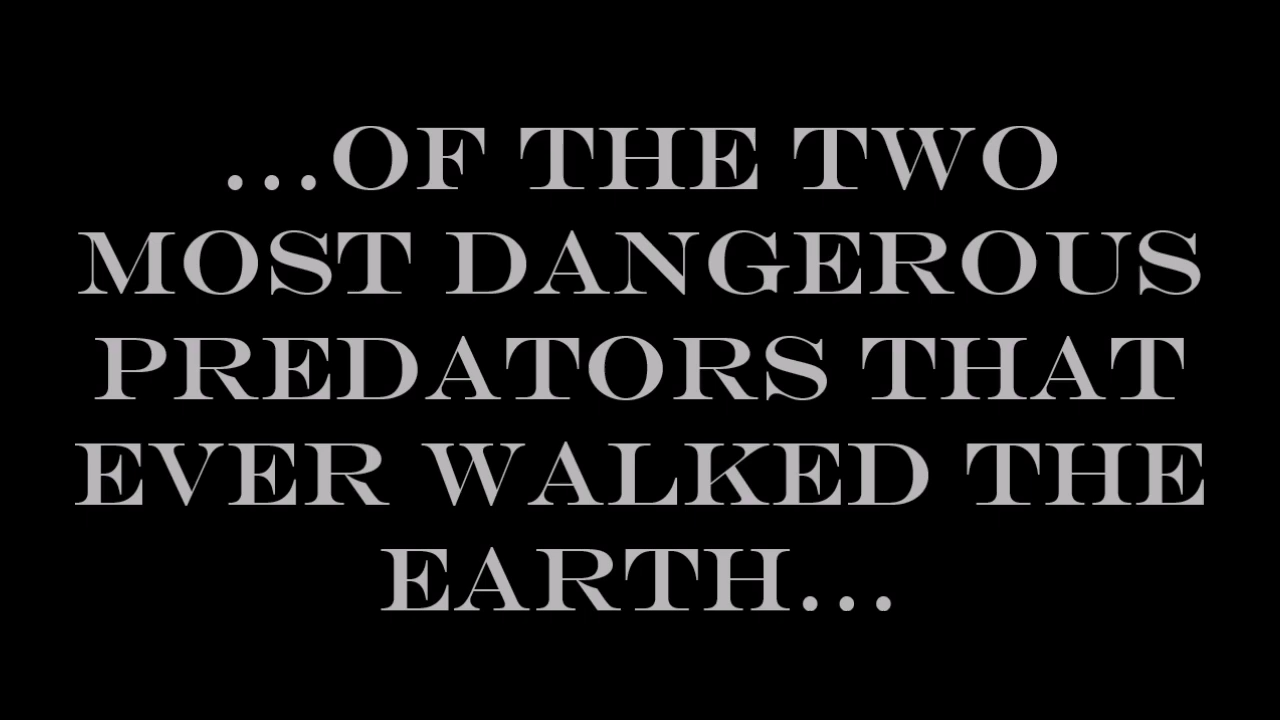 ...OF THE TWO
MOST DANGEROUS
PREDATORS THAT
EVER WALKED THE
EARTH...